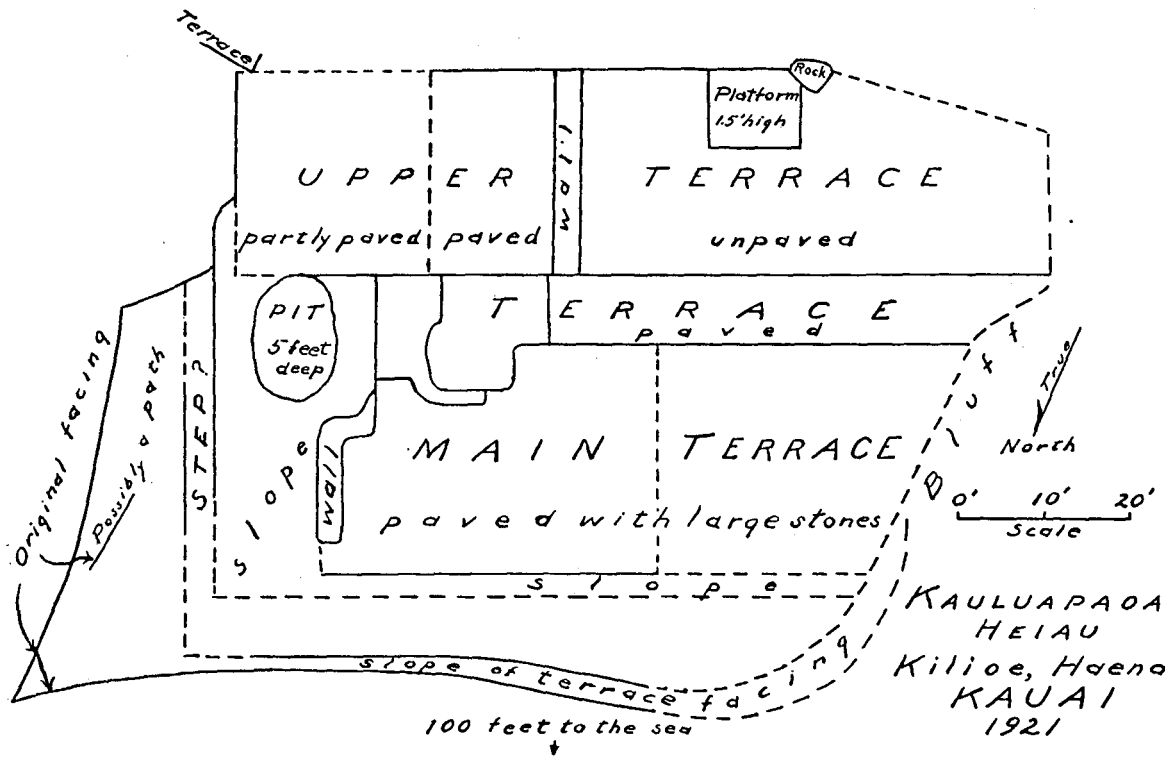 Terrace
Rock
Platform
1.5' high
UPPER TERRACE
wall
partly paved paved unpaved
PIT
5 feet
deep
TERRACE
paved
Original facing
Possibly a path
STEP?
slope
wall
MAIN TERRACE
paved with large stones
Bluff
True
North
0' 10' 20'
Scale
slope
slope of terrace facing
100 feet to the sea
KAULUAPAOA
HEIAU
Kilioe, Haena
KAUAI
1921